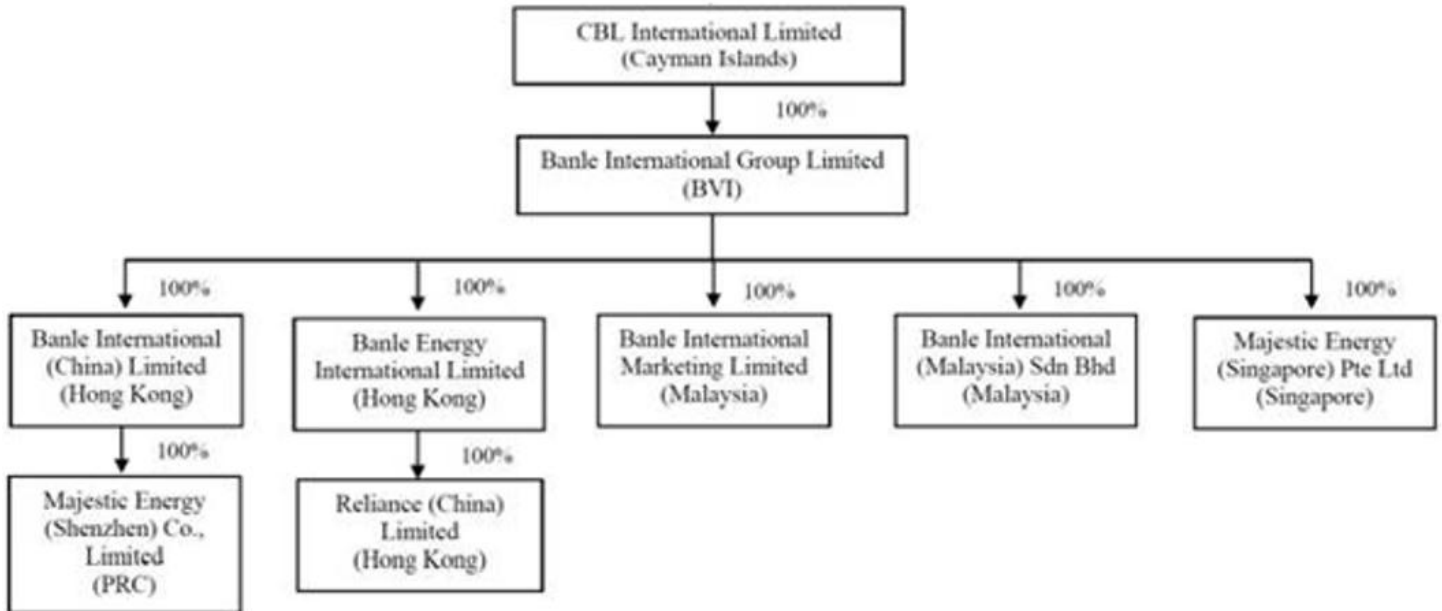 CBL International Limited
(Cayman Islands)
100%
Banle International Group Limited
(BVI)
100%
100%
100%
100%
100%
Banle International
(China) Limited
(Hong Kong)
Banle Energy
International Limited
(Hong Kong)
Banle International
Marketing Limited
(Malaysia)
Banle International
(Malaysia) Sdn Bhd
(Malaysia)
Majestic Energy
(Singapore) Pte Ltd
(Singapore)
100%
100%
Majestic Energy
(Shenzhen) Co.,
Limited
(PRC)
Reliance (China)
Limited
(Hong Kong)